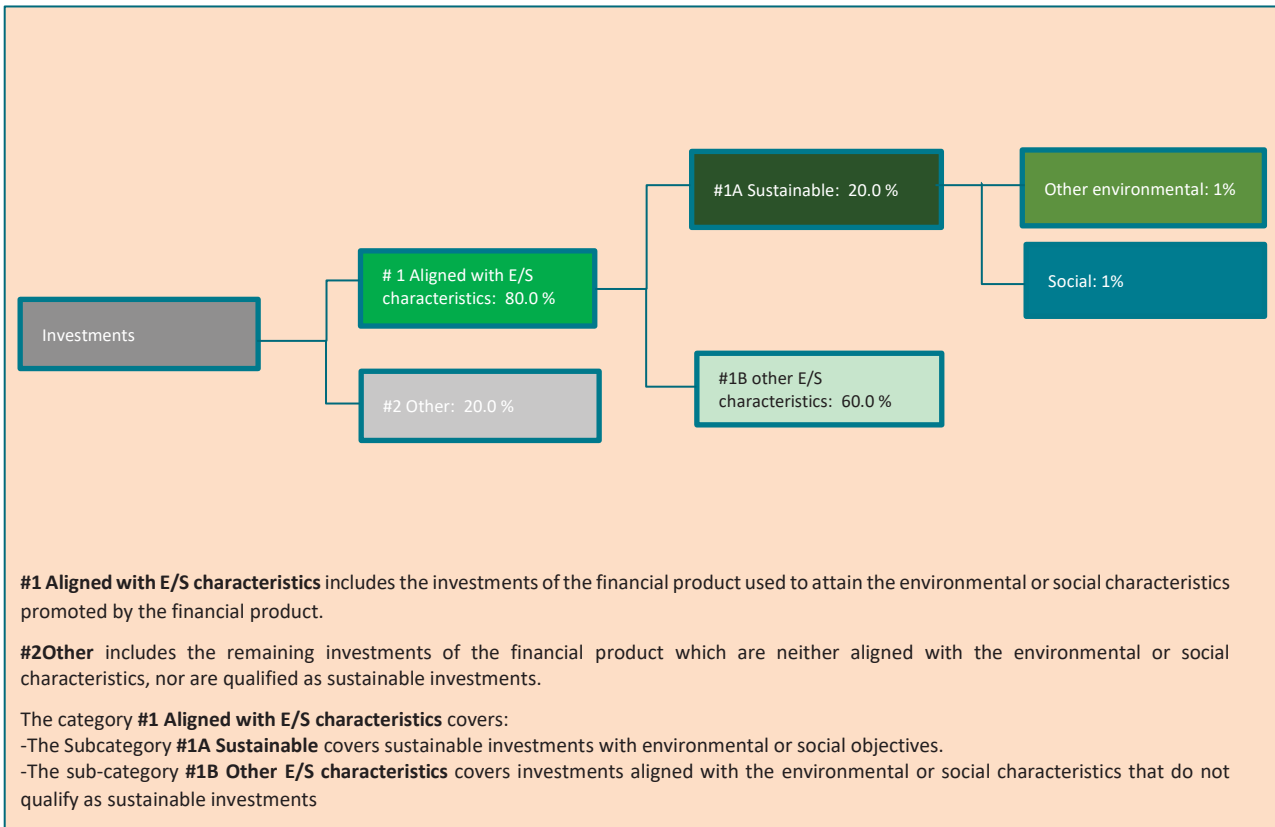 #1A Sustainable: 20.0 %
Other environmental: 1%
# 1 Aligned with E/S
characteristics: 80.0 %
Social: 1%
Investments
#1B other E/S
characteristics: 60.0 %
#2 Other: 20.0 %
#1 Aligned with E/S characteristics includes the investments of the financial product used to attain the environmental or social characteristics
promoted by the financial product.
#2Other includes the remaining investments of the financial product which are neither aligned with the environmental or social
characteristics, nor are qualified as sustainable investments.
The category #1 Aligned with E/S characteristics covers:
-The Subcategory #1A Sustainable covers sustainable investments with environmental or social objectives.
-The sub-category #1B Other E/S characteristics covers investments aligned with the environmental or social characteristics that do not
qualify as sustainable investments